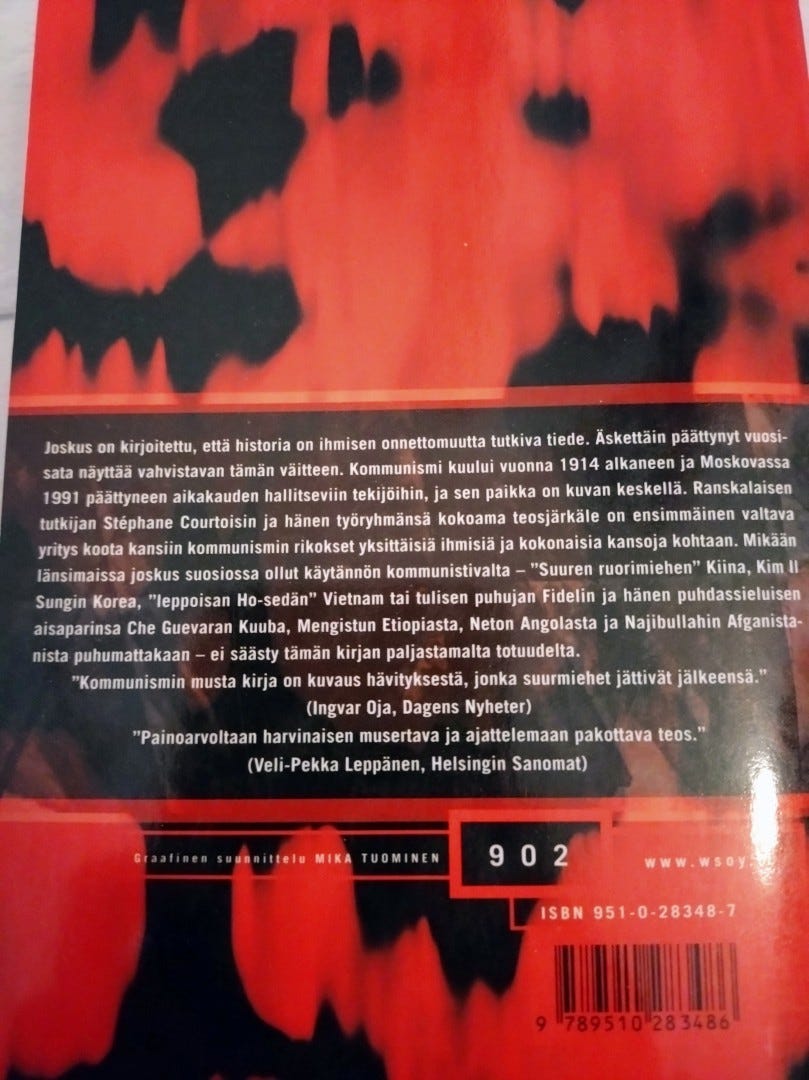 Joskus on kirjoitettu, että historia on ihmisen onnettomuutta tutkiva tiede. Äskettäin päättynyt vuosi-
sata näyttää vahvistavan tämän väitteen. Kommunismi kuului vuonna 1914 alkaneen ja Moskovassa
1991 päättyneen aikakauden hallitseviin tekijöihin, ja sen paikka on kuvan keskellä. Ranskalaisen
tutkijan Stéphane Courtoisin ja hänen työryhmänsä kokoama teosjärkäle on ensimmäinen valtava
yritys koota kansiin kommunismin rikokset yksittäisiä ihmisiä ja kokonaisia kansoja kohtaan. Mikään
länsimaissa joskus suosiossa ollut käytännön kommunistivalta – ”Suuren ruorimiehen” Kiina, Kim Il
Sungin Korea, ”leppoisan Ho-sedän” Vietnam tai tulisen puhujan Fidelin ja hänen puhdassieluisen
aisaparinsa Che Guevaran Kuuba, Mengistun Etiopiasta, Neton Angolasta ja Najibullahin Afganista-
nista puhumattakaan – ei säästy tämän kirjan paljastamalta totuudelta.
”Kommunismin musta kirja on kuvaus hävityksestä, jonka suurmiehet jättivät jälkeensä.”
(Ingvar Oja, Dagens Nyheter)
”Painoarvoltaan harvinaisen musertava ja ajattelemaan pakottava teos.”
(Veli-Pekka Leppänen, Helsingin Sanomat)
Graafinen suunnittelu MIKA TUOMINEN
902
www.wsoy.
ISBN 951-0-28348-7
9 789510 283486